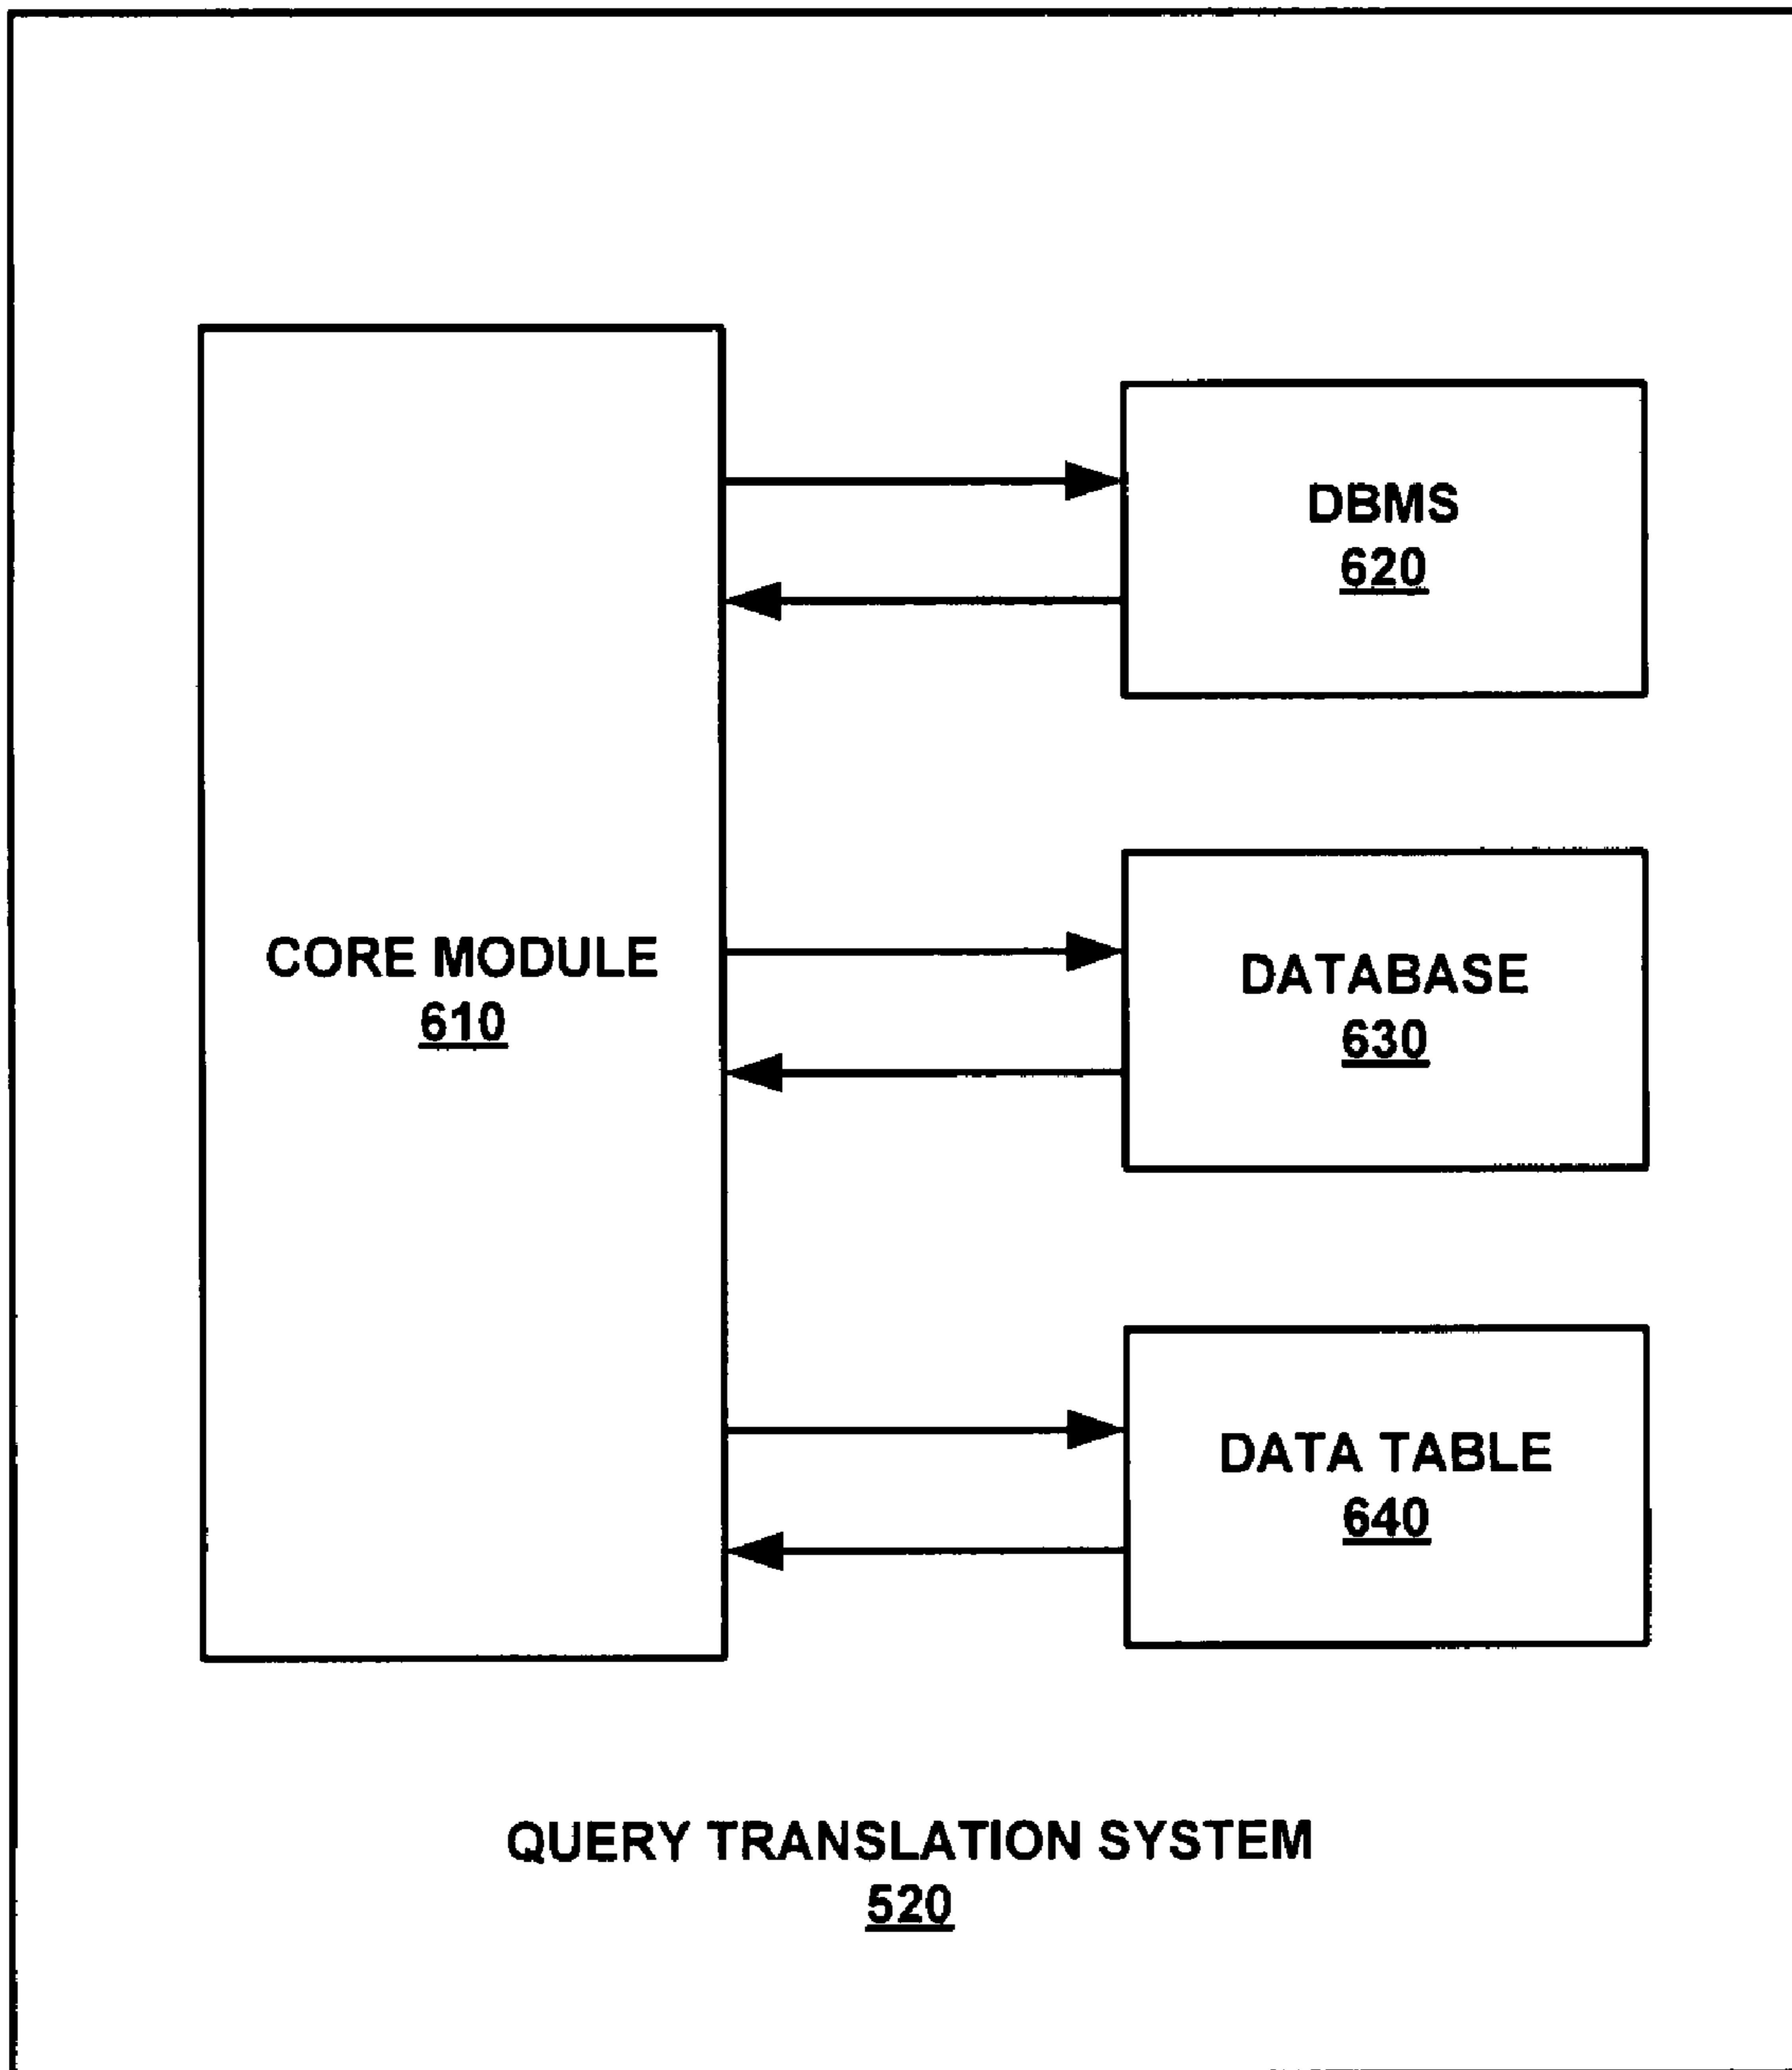 DBMS
620
CORE MODULE
610
DATABASE
630
DATA TABLE
640
QUERY TRANSLATION SYSTEM
520